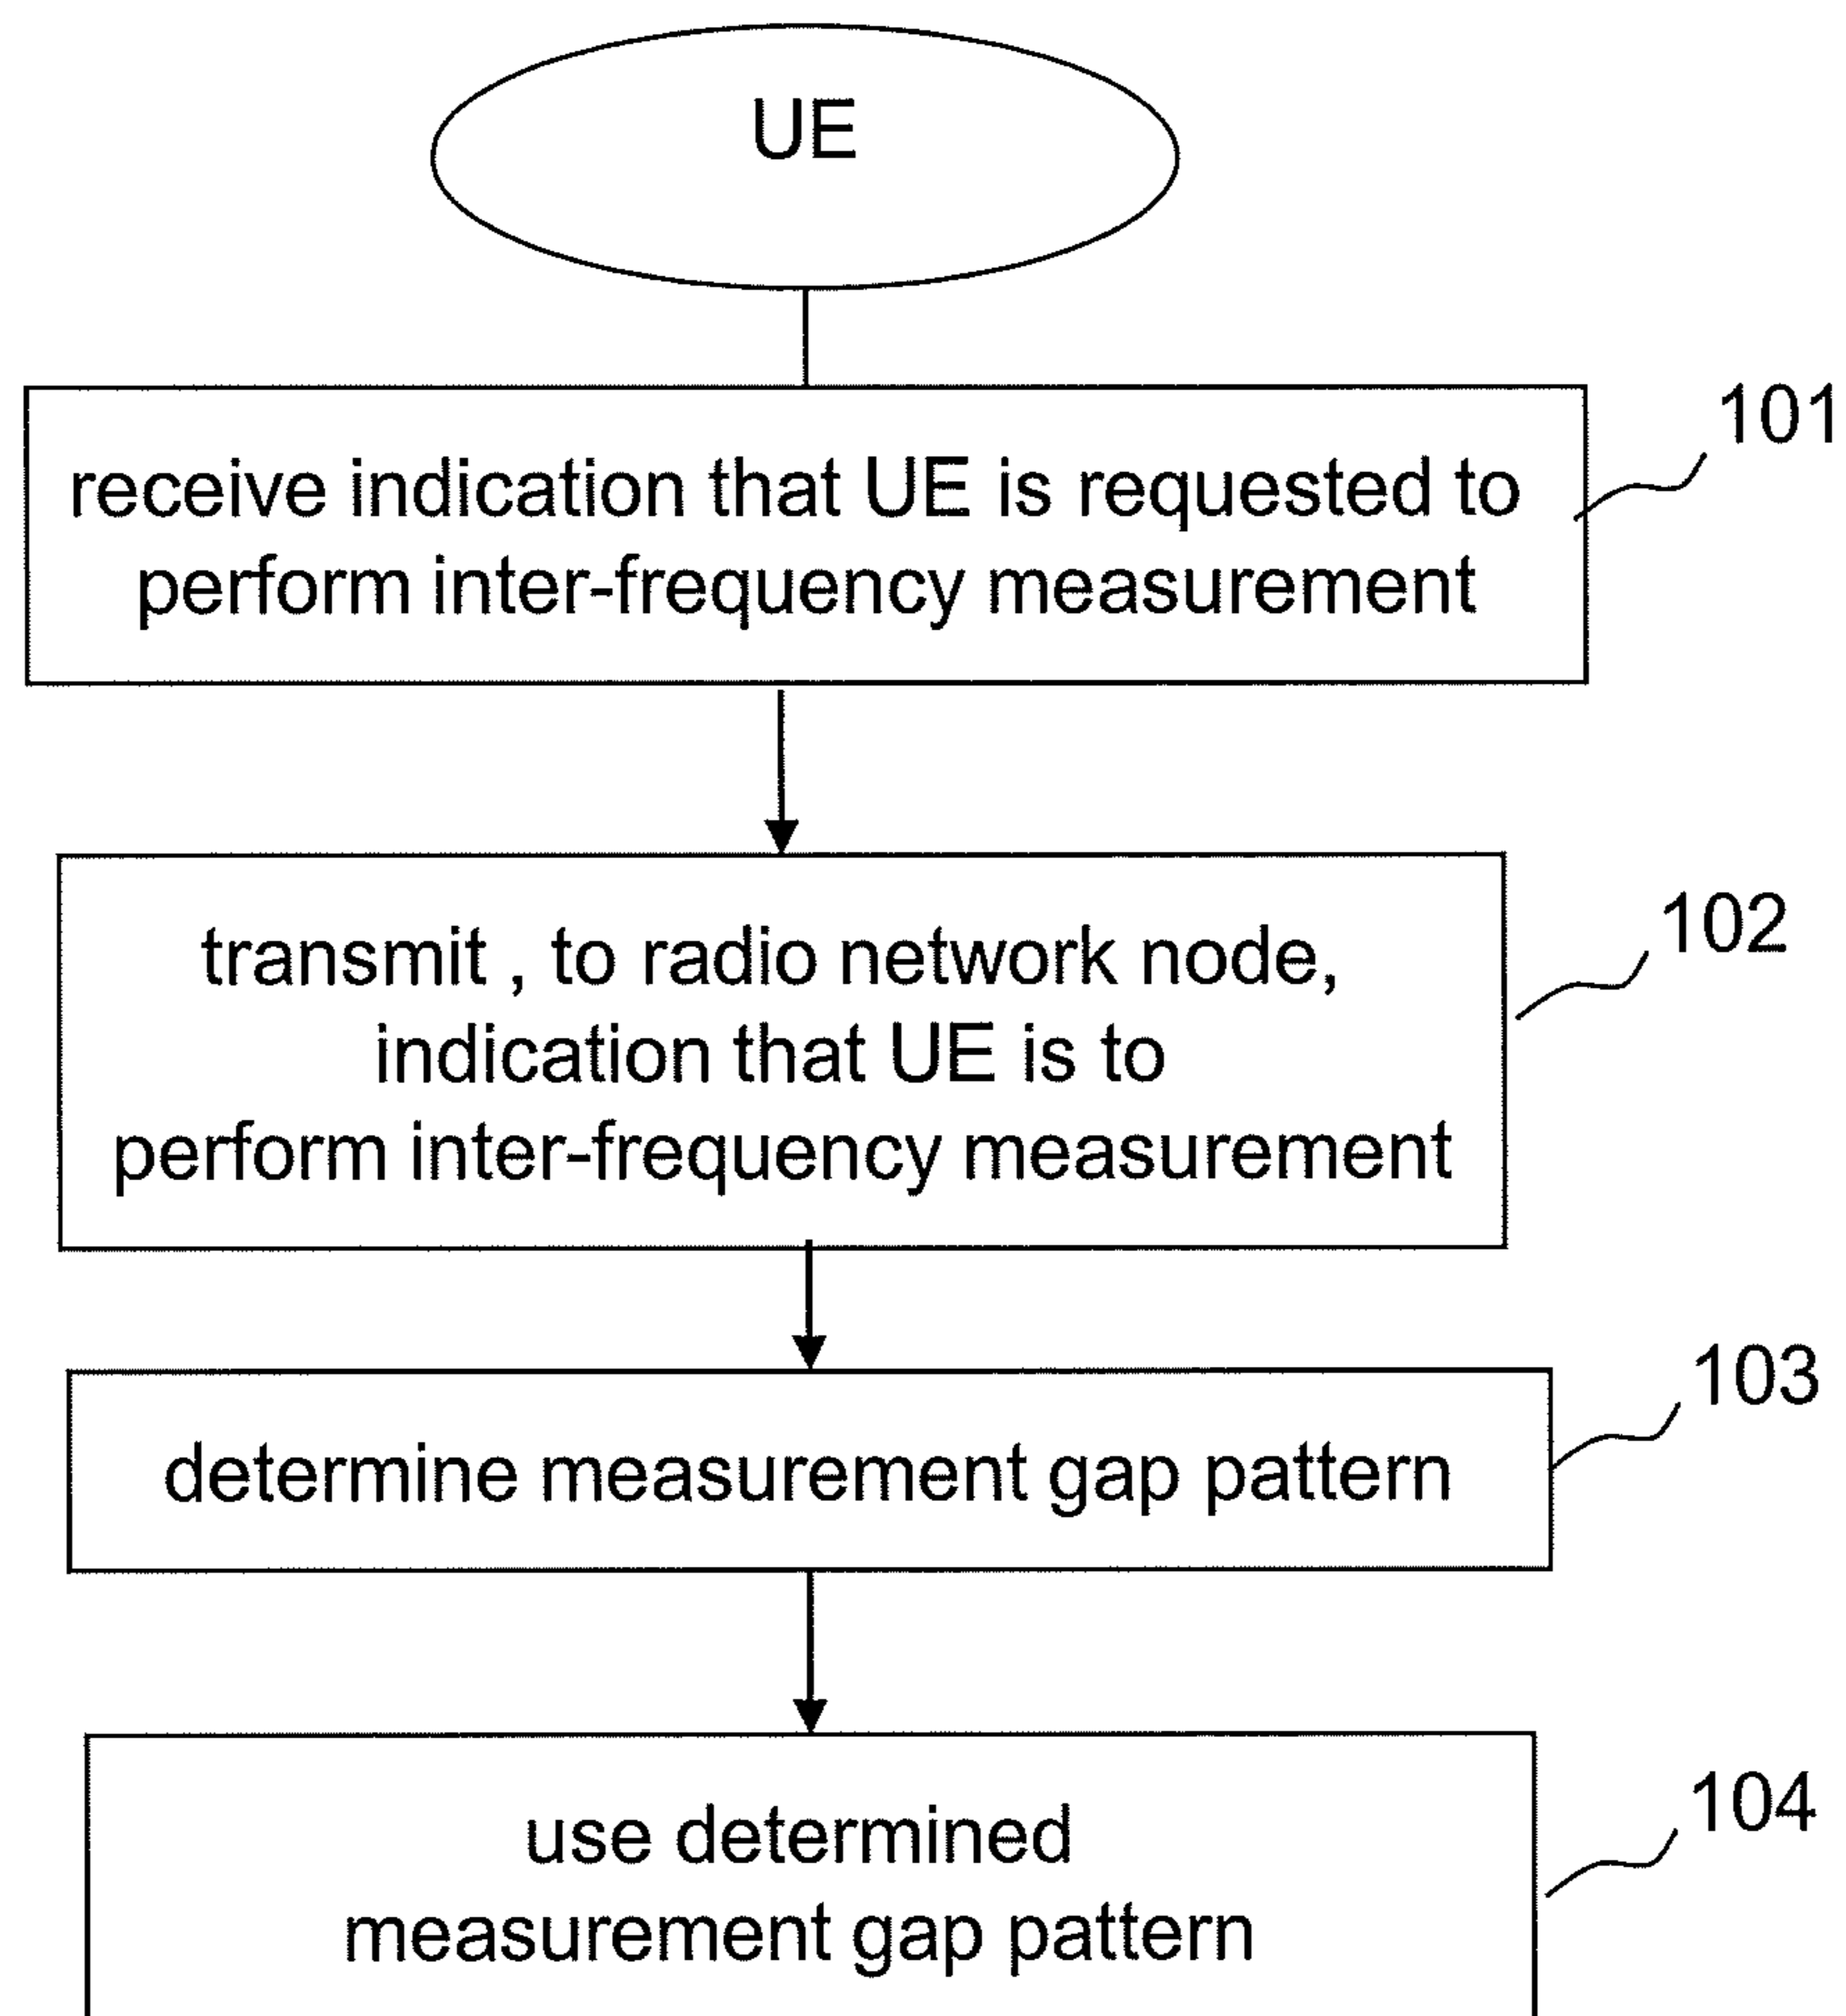 UE
101
receive indication that UE is requested to
perform inter-frequency measurement
102
transmit , to radio network node,
indication that UE is to
perform inter-frequency measurement
103
determine measurement gap pattern
104
use determined
measurement gap pattern